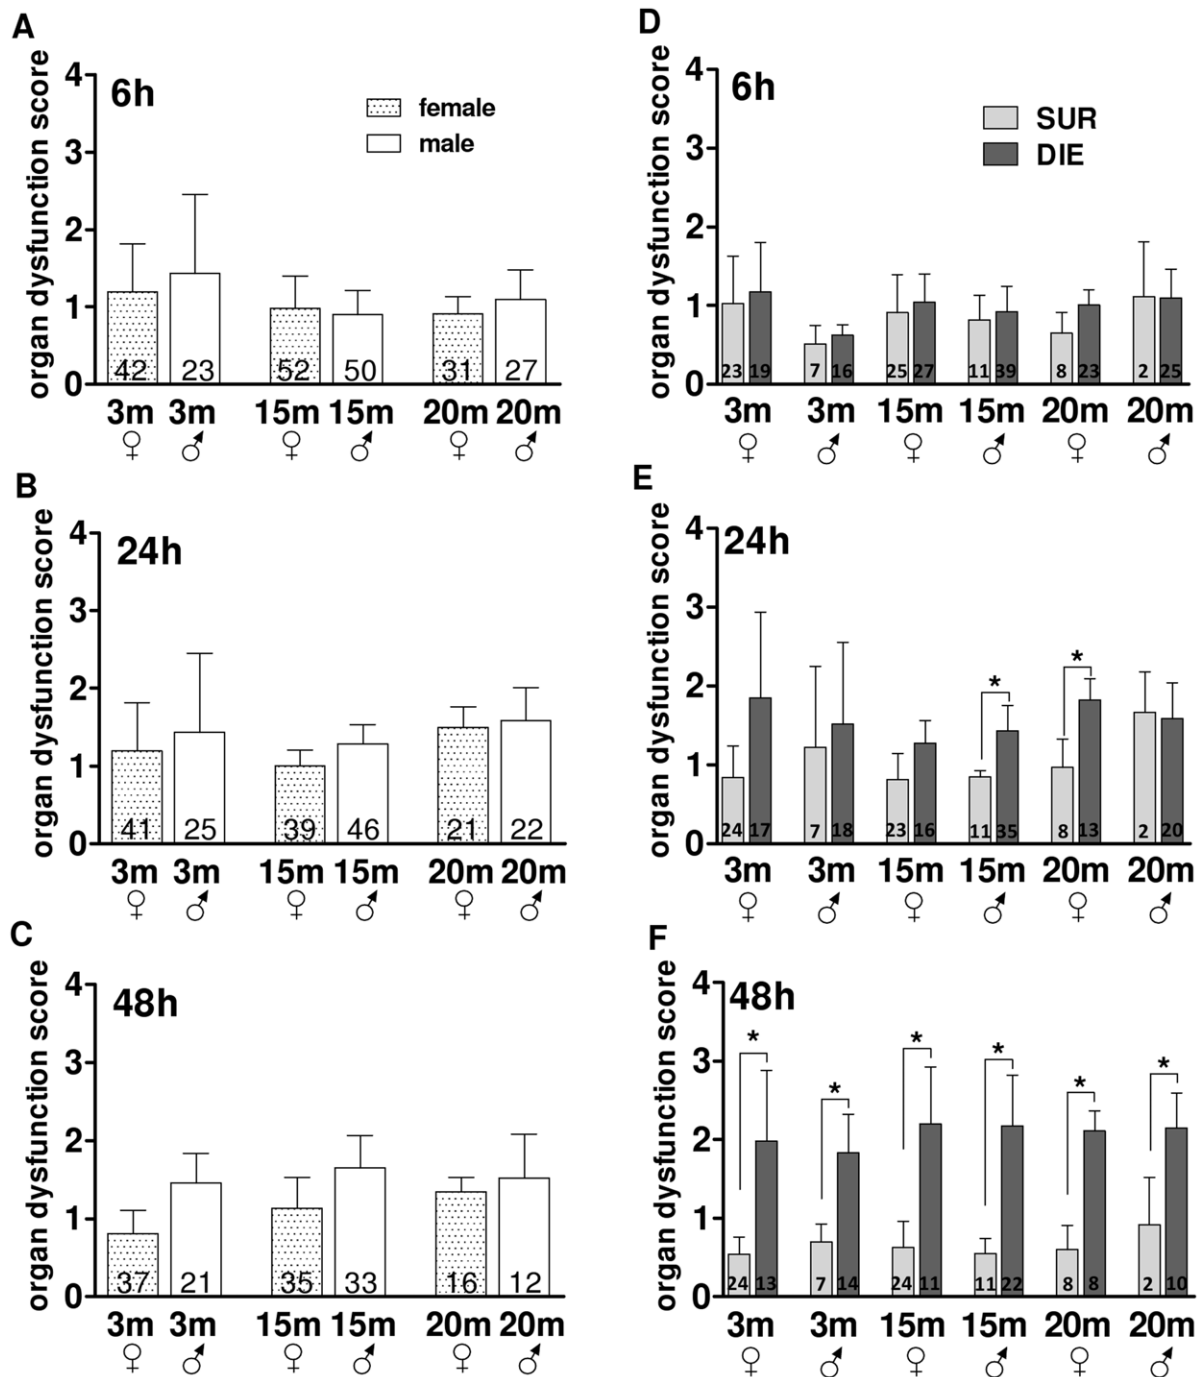 A
organ dysfunction score
4
3
2
1
0
6h
female
male
42 23 52 50 31 27
3m 3m 15m 15m 20m 20m
♀ ♂ ♀ ♂ ♀ ♂
B
organ dysfunction score
4
3
2
1
0
24h
41 25 39 46 21 22
3m 3m 15m 15m 20m 20m
♀ ♂ ♀ ♂ ♀ ♂
C
organ dysfunction score
4
3
2
1
0
48h
37 21 35 33 16 12
3m 3m 15m 15m 20m 20m
♀ ♂ ♀ ♂ ♀ ♂
D
organ dysfunction score
4
3
2
1
0
6h
SUR
DIE
23 19 7 16 25 27 11 39 8 23 2 25
3m 3m 15m 15m 20m 20m
♀ ♂ ♀ ♂ ♀ ♂
E
organ dysfunction score
4
3
2
1
0
24h
* *
24 17 7 18 23 16 11 35 8 13 2 20
3m 3m 15m 15m 20m 20m
♀ ♂ ♀ ♂ ♀ ♂
F
organ dysfunction score
4
3
2
1
0
48h
* * * * * *
24 13 7 14 24 11 11 22 8 8 2 10
3m 3m 15m 15m 20m 20m
♀ ♂ ♀ ♂ ♀ ♂